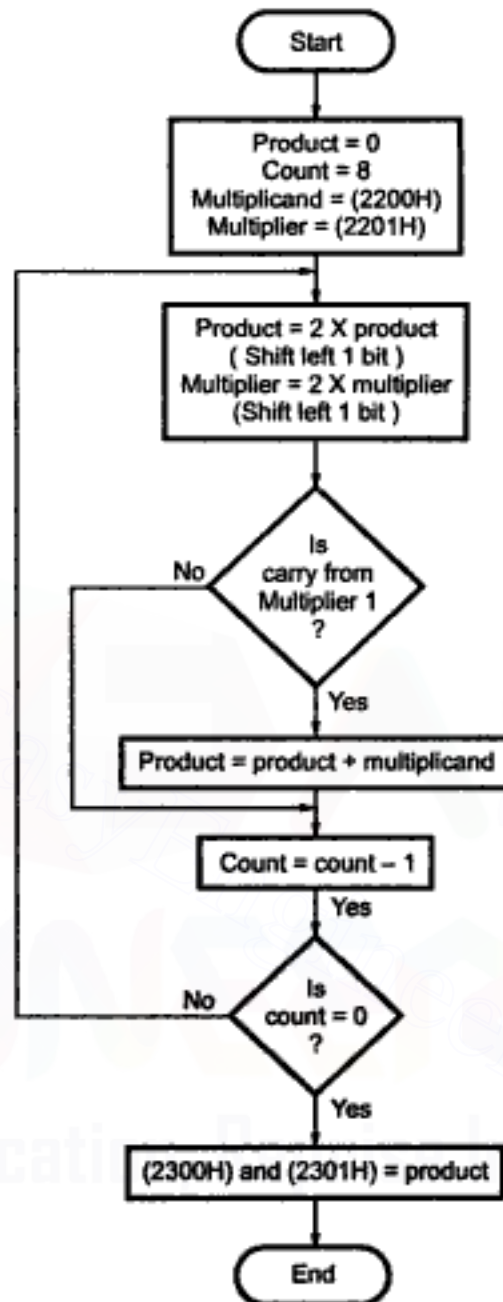 Start
Product = 0
Count = 8
Multiplicand = (2200H)
Multiplier = (2201H)
Product = 2 X product
( Shift left 1 bit )
Multiplier = 2 X multiplier
(Shift left 1 bit )
Is
carry from
Multiplier 1
?
No
Yes
Product = product + multiplicand
Count = count – 1
Yes
Is
count = 0
?
No
Yes
(2300H) and (2301H) = product
End